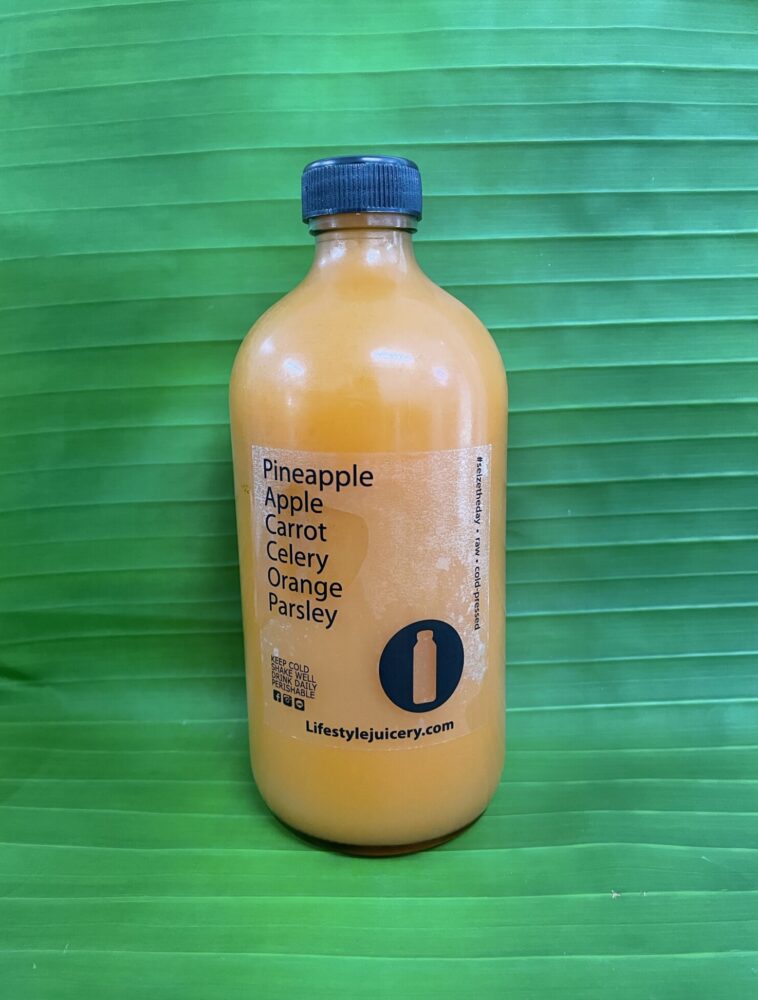 Pineapple
Apple
Carrot
Celery
Orange
Parsley
#seizetheday • raw • cold-pressed
KEEP COLD
SHAKE WELL
DRINK DAILY
PERISHABLE
Lifestylejuicery.com